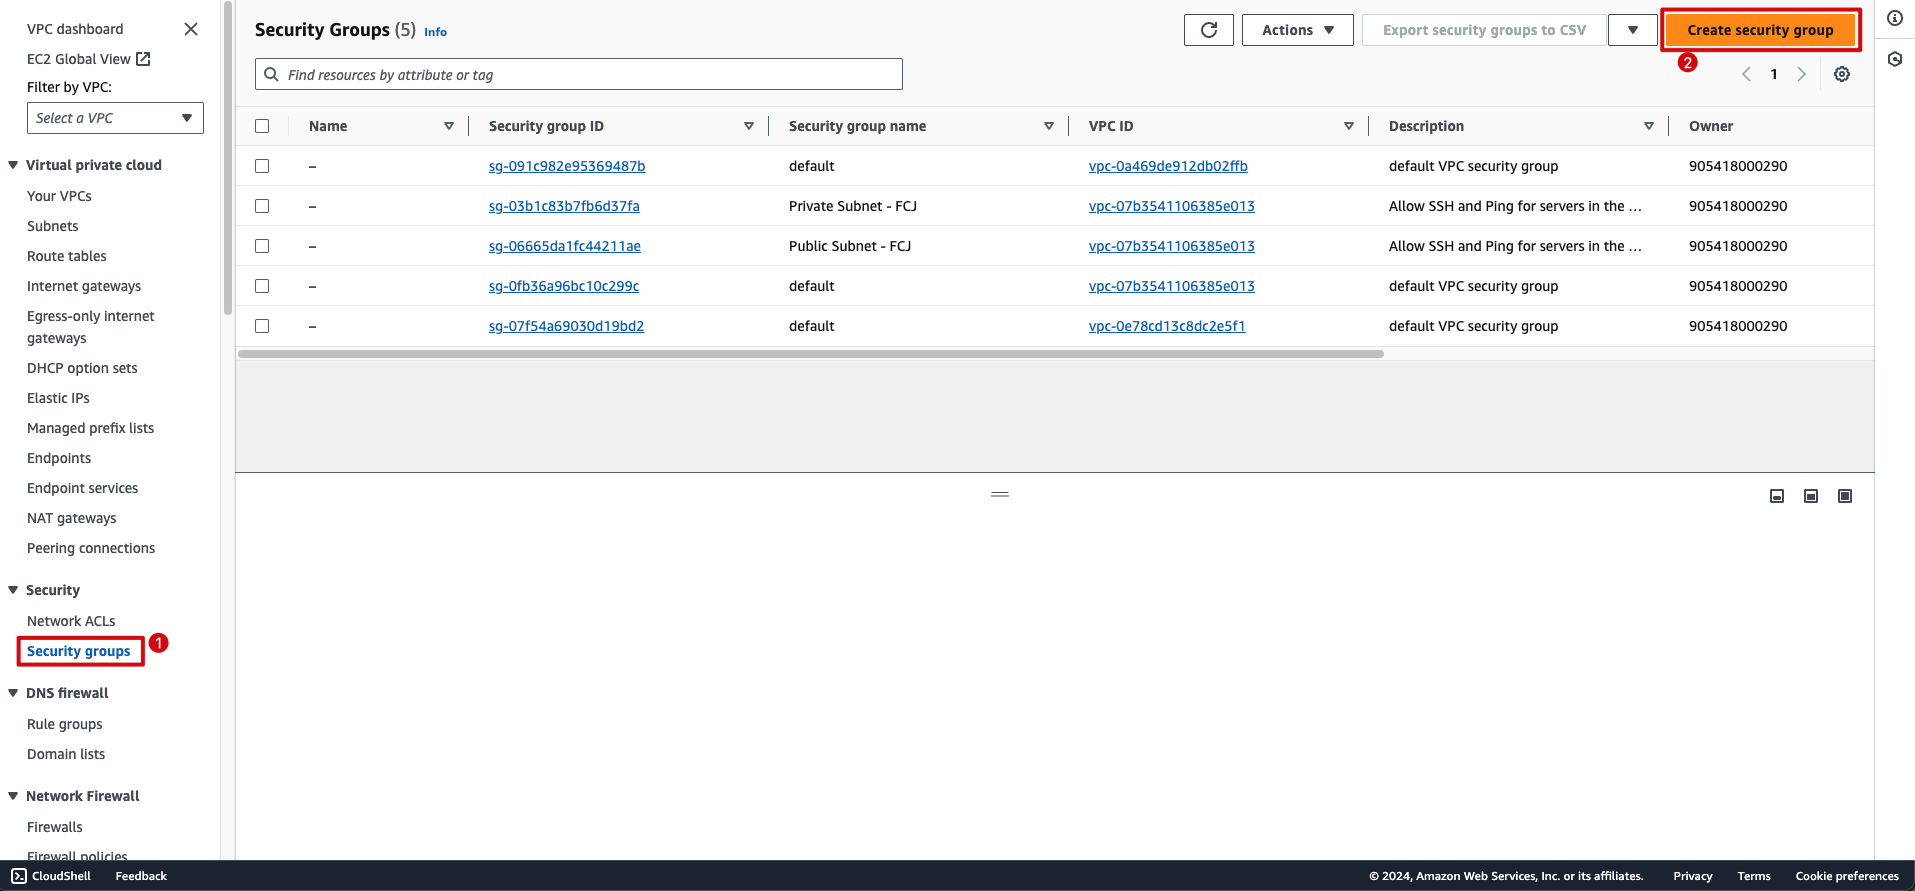 VPC dashboard
EC2 Global View
Filter by VPC:
Select a VPC
Virtual private cloud
Your VPCs
Subnets
Route tables
Internet gateways
Egress-only internet
gateways
DHCP option sets
Elastic IPs
Managed prefix lists
Endpoints
Endpoint services
NAT gateways
Peering connections
Security
Network ACLs
Security groups 1
DNS firewall
Rule groups
Domain lists
Network Firewall
Firewalls
Firewall policies
Security Groups (5) Info
Actions
Export security groups to CSV
Create security group
2
Find resources by attribute or tag
1
Name Security group ID Security group name VPC ID Description Owner
– sg-091c982e95369487b default vpc-0a469de912db02ffb default VPC security group 905418000290
– sg-03b1c83b7fb6d37fa Private Subnet - FCJ vpc-07b3541106385e013 Allow SSH and Ping for servers in the ... 905418000290
– sg-06665da1fc44211ae Public Subnet - FCJ vpc-07b3541106385e013 Allow SSH and Ping for servers in the ... 905418000290
– sg-0fb36a96bc10c299c default vpc-07b3541106385e013 default VPC security group 905418000290
– sg-07f54a69030d19bd2 default vpc-0e78cd13c8dc2e5f1 default VPC security group 905418000290
CloudShell Feedback © 2024, Amazon Web Services, Inc. or its affiliates. Privacy Terms Cookie preferences